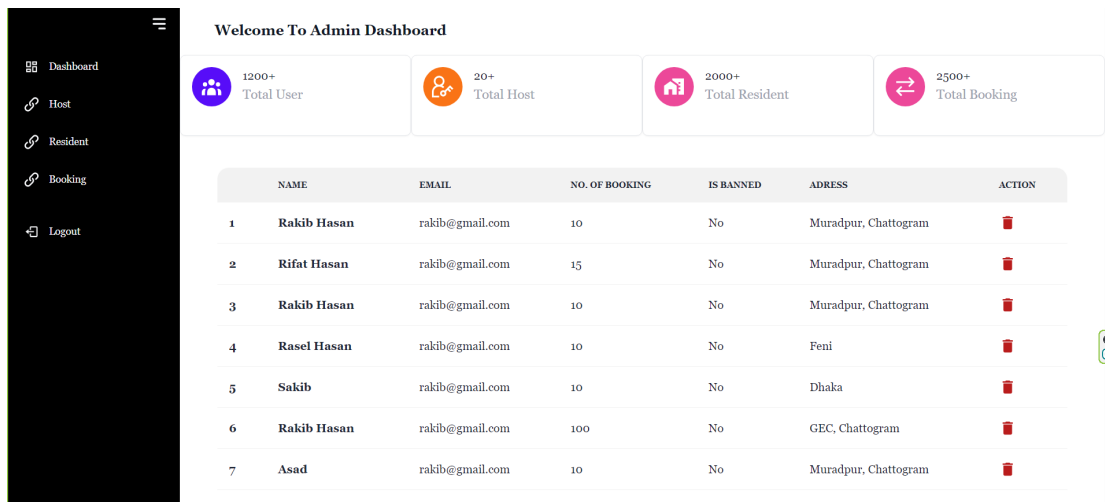 Welcome To Admin Dashboard
Dashboard
Host
Resident
Booking
Logout
1200+
Total User
20+
Total Host
2000+
Total Resident
2500+
Total Booking
NAME EMAIL NO. OF BOOKING IS BANNED ADRESS ACTION
1 Rakib Hasan rakib@gmail.com 10 No Muradpur, Chattogram
2 Rifat Hasan rakib@gmail.com 15 No Muradpur, Chattogram
3 Rakib Hasan rakib@gmail.com 10 No Muradpur, Chattogram
4 Rasel Hasan rakib@gmail.com 10 No Feni
5 Sakib rakib@gmail.com 10 No Dhaka
6 Rakib Hasan rakib@gmail.com 100 No GEC, Chattogram
7 Asad rakib@gmail.com 10 No Muradpur, Chattogram